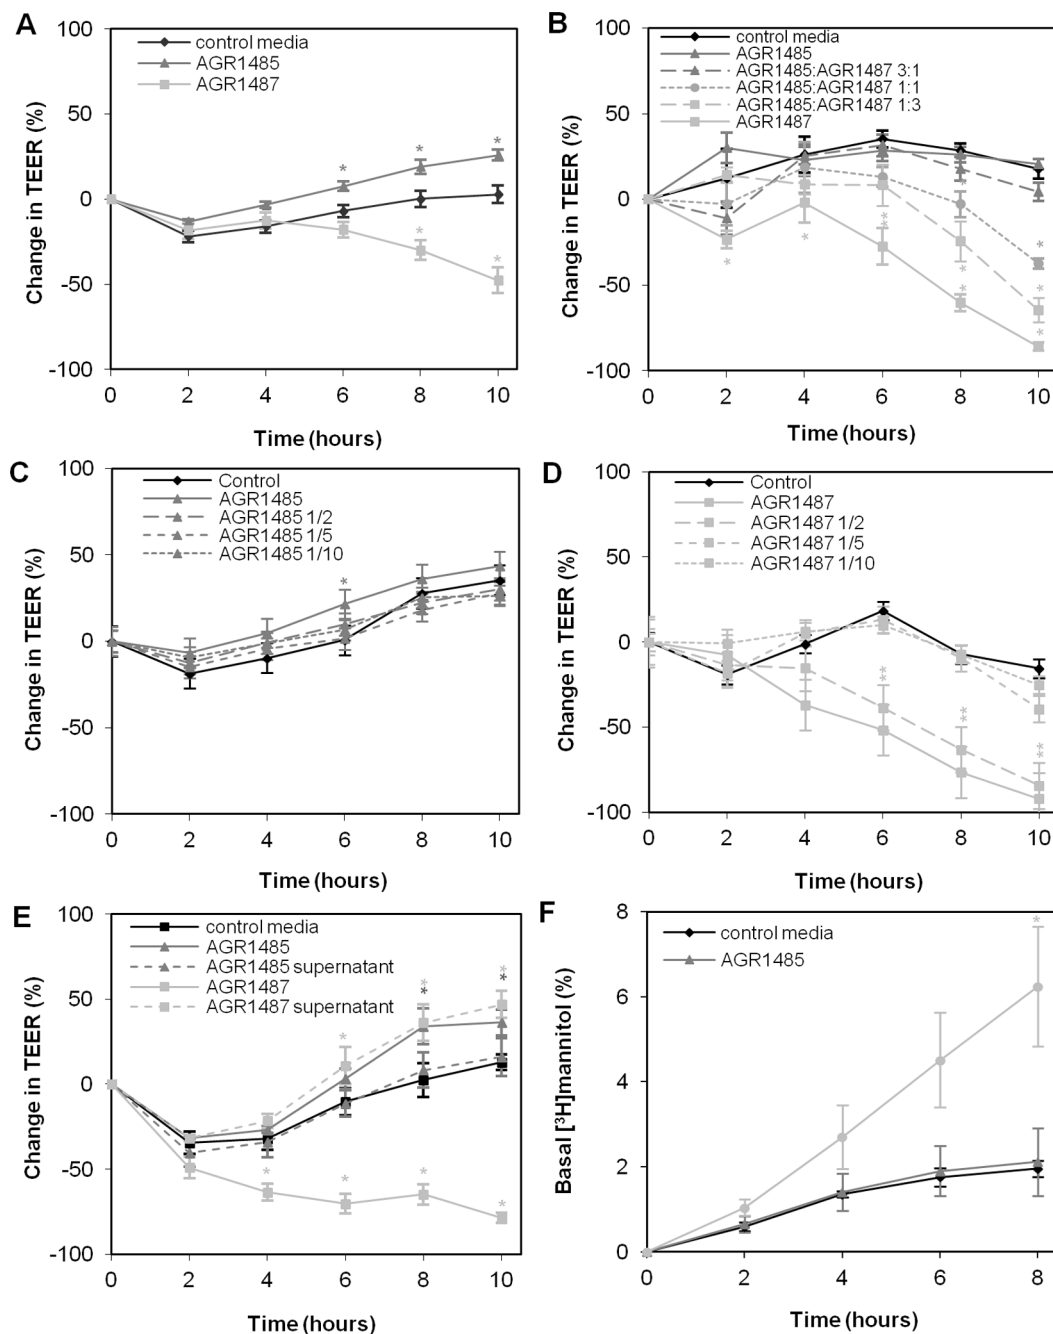 A
100
50
0
-50
-100
Change in TEER (%)
control media
AGR1485
AGR1487
*
*
*
*
*
0 2 4 6 8 10
Time (hours)
B
100
50
0
-50
-100
Change in TEER (%)
control media
AGR1485
AGR1485:AGR1487 3:1
AGR1485:AGR1487 1:1
AGR1485:AGR1487 1:3
AGR1487
*
*
*
*
*
*
*
*
*
*
0 2 4 6 8 10
Time (hours)
C
100
50
0
-50
-100
Change in TEER (%)
Control
AGR1485
AGR1485 1/2
AGR1485 1/5
AGR1485 1/10
*
0 2 4 6 8 10
Time (hours)
D
100
50
0
-50
-100
Change in TEER (%)
Control
AGR1487
AGR1487 1/2
AGR1487 1/5
AGR1487 1/10
*
*
*
*
*
*
0 2 4 6 8 10
Time (hours)
E
100
50
0
-50
-100
Change in TEER (%)
control media
AGR1485
AGR1485 supernatant
AGR1487
AGR1487 supernatant
*
*
*
*
*
*
*
*
*
0 2 4 6 8 10
Time (hours)
F
8
6
4
2
0
Basal [³H]mannitol (%)
control media
AGR1485
*
0 2 4 6 8
Time (hours)